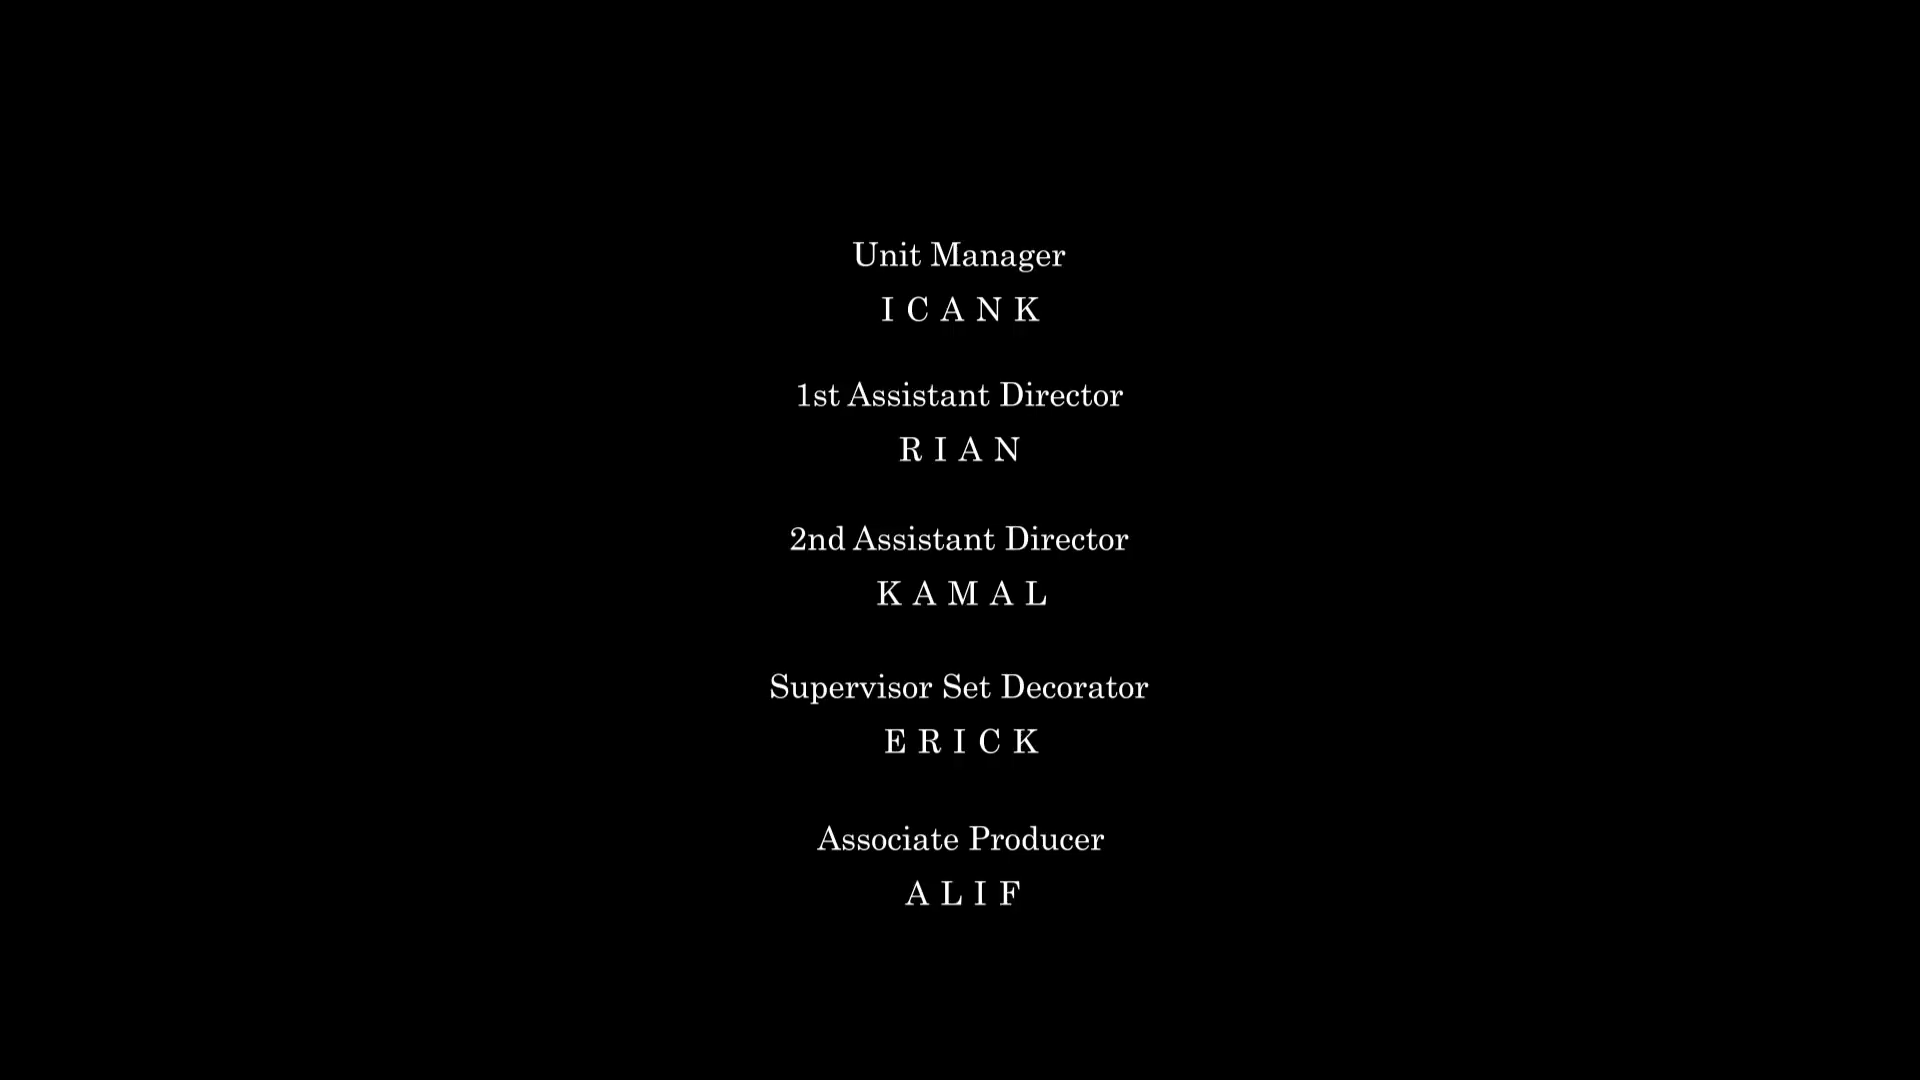 Unit Manager
I C A N K
1st Assistant Director
R I A N
2nd Assistant Director
K A M A L
Supervisor Set Decorator
E R I C K
Associate Producer
A L I F